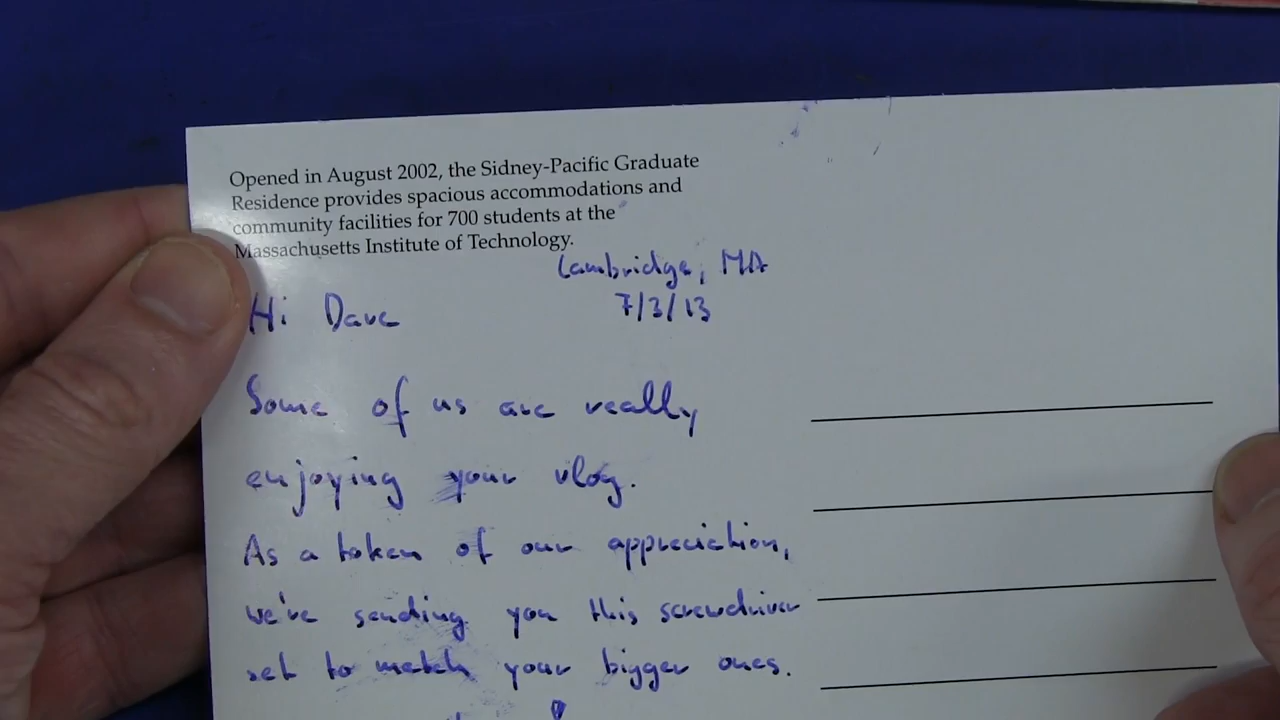 Opened in August 2002, the Sidney-Pacific Graduate
Residence provides spacious accommodations and
community facilities for 700 students at the
Massachusetts Institute of Technology.
Cambridge, MA
7/3/13
Hi Dave
Some of us are really
enjoying your vlog.
As a token of our appreciation,
we've sending you this screwdriver
set to match your bigger ones.